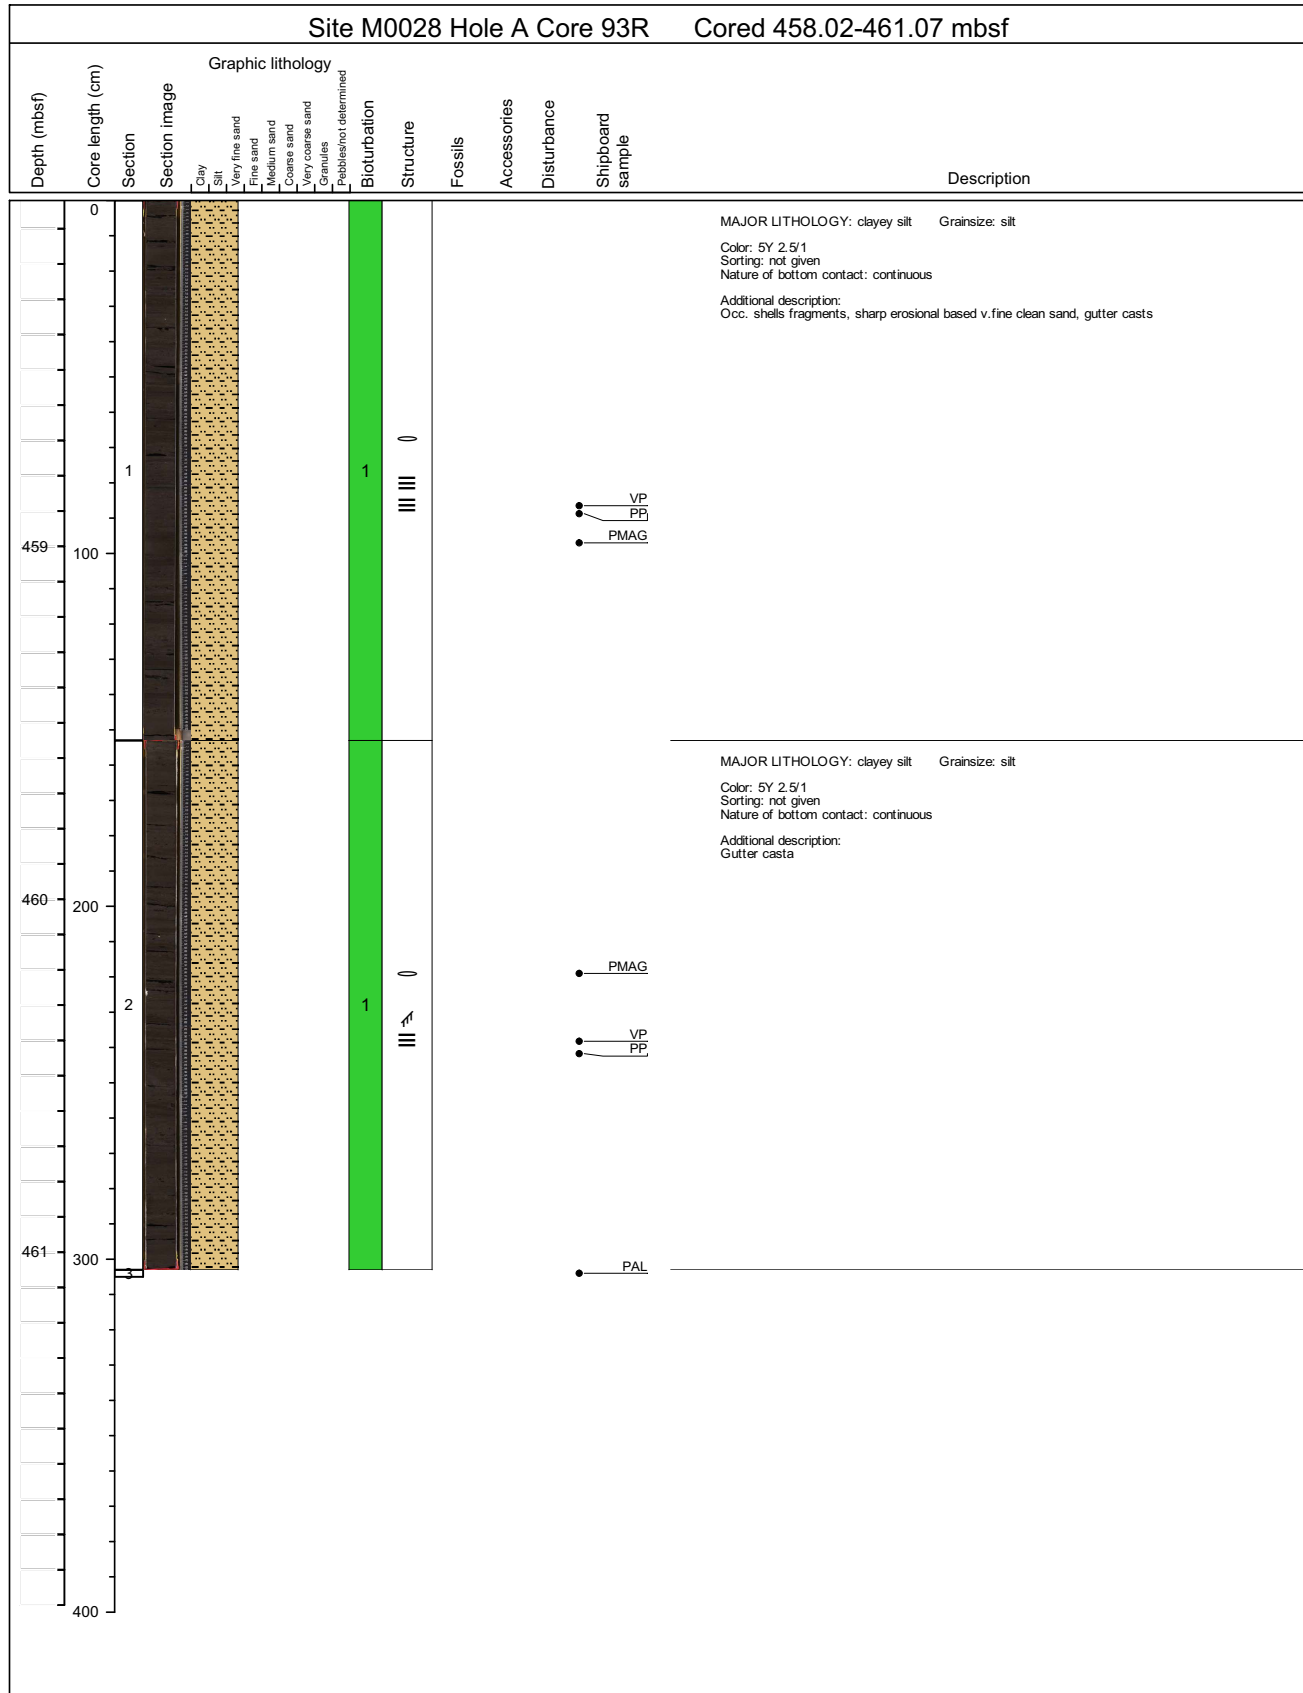 Site M0028 Hole A Core 93R Cored 458.02-461.07 mbsf
Graphic lithology
Depth (mbsf)
Core length (cm)
Section
Section image
Clay
Silt
Very fine sand
Fine sand
Medium sand
Coarse sand
Very coarse sand
Granules
Pebbles/not determined
Bioturbation
Structure
Fossils
Accessories
Disturbance
Shipboard
sample
Description
0
MAJOR LITHOLOGY: clayey silt Grainsize: silt
Color: 5Y 2.5/1
Sorting: not given
Nature of bottom contact: continuous
Additional description:
Occ. shells fragments, sharp erosional based v.fine clean sand, gutter casts
1
1
VP
PP
PMAG
459
100
MAJOR LITHOLOGY: clayey silt Grainsize: silt
Color: 5Y 2.5/1
Sorting: not given
Nature of bottom contact: continuous
Additional description:
Gutter casta
460
200
PMAG
2
1
VP
PP
461
300
3
PAL
400